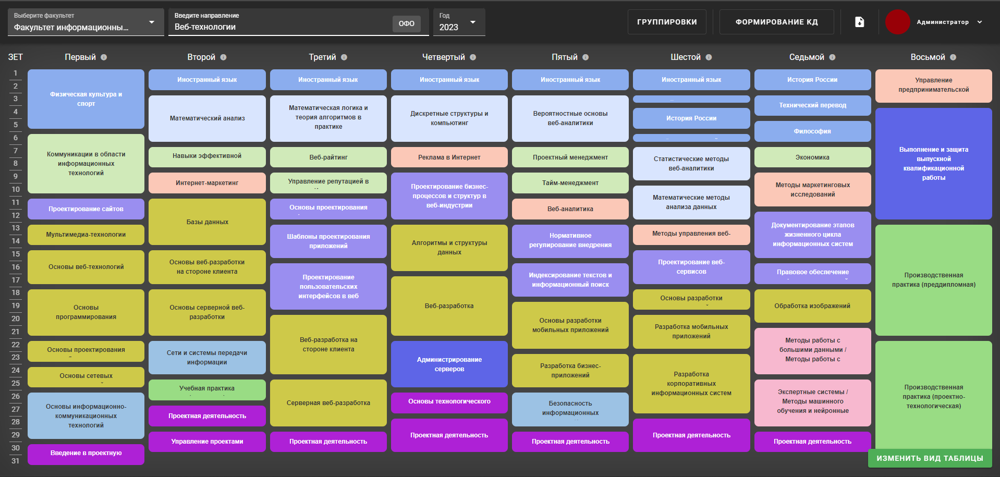 Выберите факультет
Факультет информационны...
Введите направление
Веб-технологии
ОФО
Год
2023
ГРУППИРОВКИ
ФОРМИРОВАНИЕ КД
Администратор
ЗЕТ
Первый
Второй
Третий
Четвертый
Пятый
Шестой
Седьмой
Восьмой
1
2
3
4
5
6
7
8
9
10
11
12
13
14
15
16
17
18
19
20
21
22
23
24
25
26
27
28
29
30
31
Физическая культура и
спорт
Коммуникации в области
информационных
технологий
Проектирование сайтов
Мультимедиа-технологии
Основы веб-технологий
Основы
программирования
Основы проектирования
Основы сетевых
Основы информационно-
коммуникационных
технологий
Введение в проектную
Иностранный язык
Математический анализ
Навыки эффективной
Интернет-маркетинг
Базы данных
Основы веб-разработки
на стороне клиента
Основы серверной веб-
разработки
Сети и системы передачи
информации
Учебная практика
Проектная деятельность
Управление проектами
Иностранный язык
Математическая логика и
теория алгоритмов в
практике
Веб-райтинг
Управление репутацией в
Основы проектирования
Шаблоны проектирования
приложений
Проектирование
пользовательских
интерфейсов в веб
Веб-разработка на
стороне клиента
Серверная веб-разработка
Проектная деятельность
Иностранный язык
Дискретные структуры и
компьютинг
Реклама в Интернет
Проектирование бизнес-
процессов и структур в
веб-индустрии
Алгоритмы и структуры
данных
Веб-разработка
Администрирование
серверов
Основы технологического
Проектная деятельность
Иностранный язык
Вероятностные основы
веб-аналитики
Проектный менеджмент
Тайм-менеджмент
Веб-аналитика
Нормативное
регулирование внедрения
Индексирование текстов и
информационный поиск
Основы разработки
мобильных приложений
Разработка бизнес-
приложений
Безопасность
информационных
Проектная деятельность
Иностранный язык
История России
Статистические методы
веб-аналитики
Математические методы
анализа данных
Методы управления веб-
Проектирование веб-
сервисов
Основы разработки
Разработка мобильных
приложений
Разработка
корпоративных
информационных систем
Проектная деятельность
История России
Технический перевод
Философия
Экономика
Методы маркетинговых
исследований
Документирование этапов
жизненного цикла
информационных систем
Правовое обеспечение
Обработка изображений
Методы работы с
большими данными /
Методы работы с
Экспертные системы /
Методы машинного
обучения и нейронные
Проектная деятельность
Управление
предпринимательской
Выполнение и защита
выпускной
квалификационной
работы
Производственная
практика (преддипломная)
Производственная
практика (проектно-
технологическая)
ИЗМЕНИТЬ ВИД ТАБЛИЦЫ